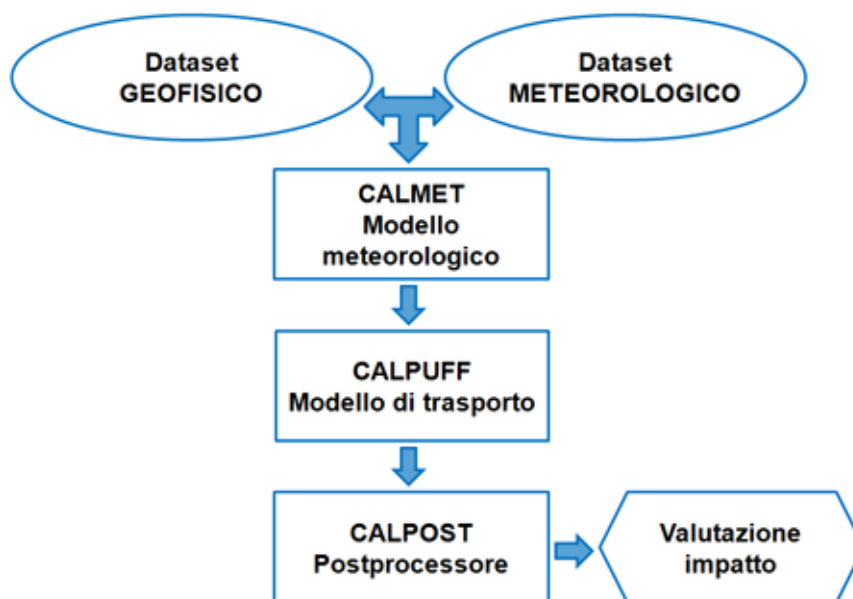 Dataset
GEOFISICO
Dataset
METEOROLOGICO
CALMET
Modello
meteorologico
CALPUFF
Modello di trasporto
CALPOST
Postprocessore
Valutazione
impatto